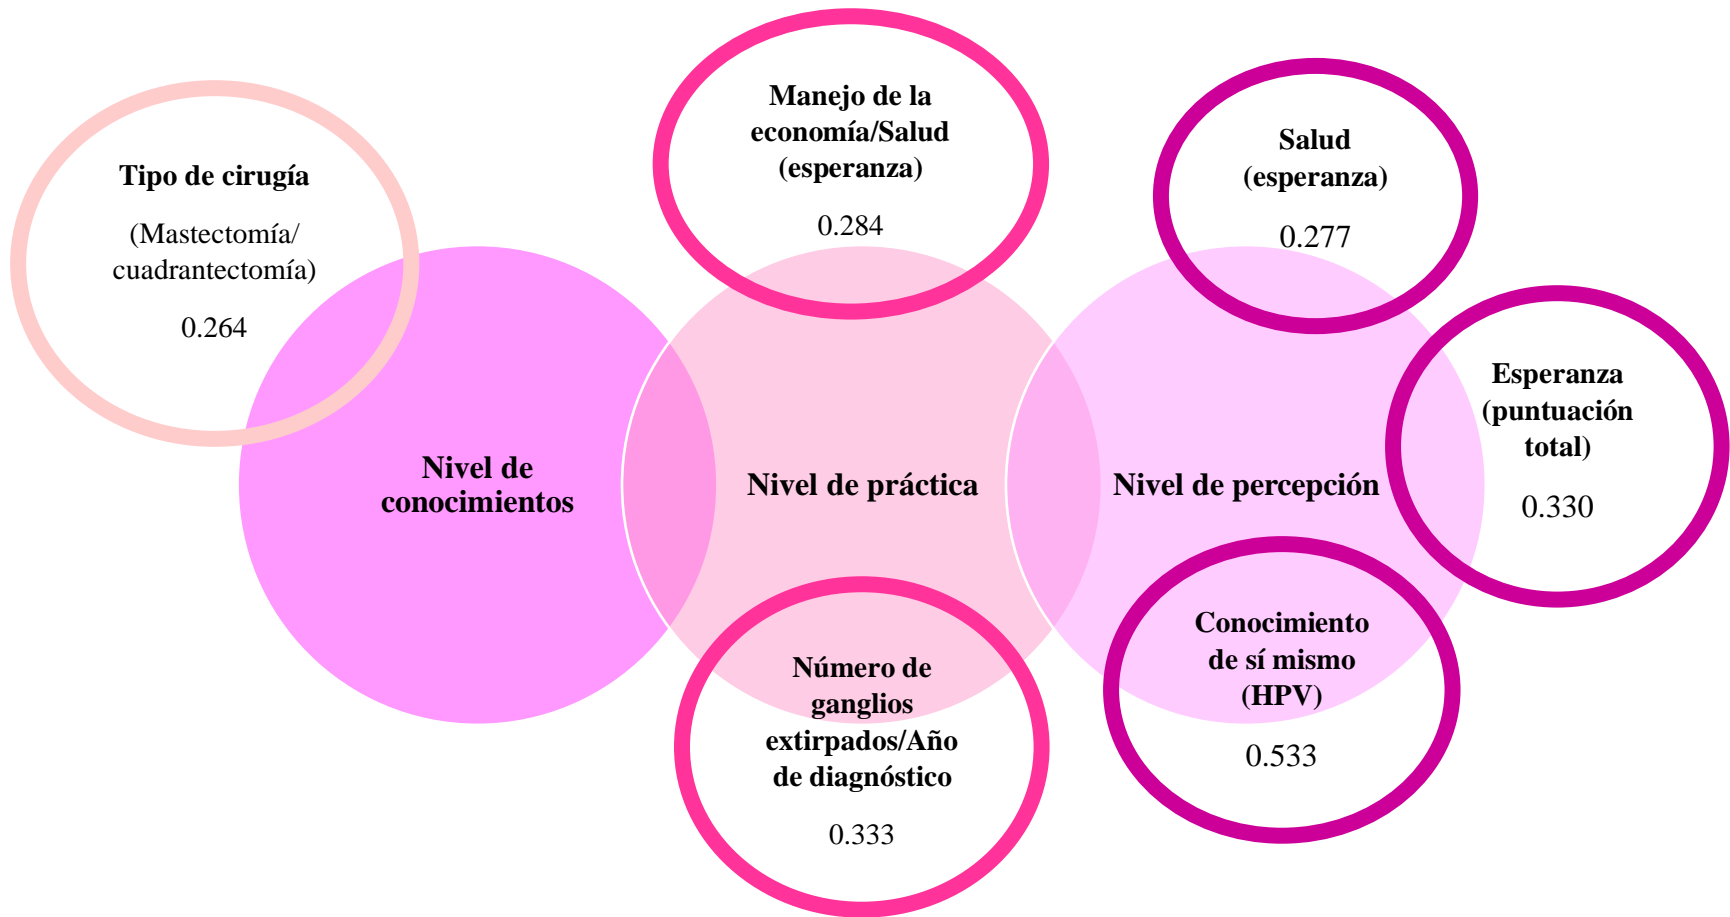 Tipo de cirugía
(Mastectomía/
cuadrantectomía)
0.264
Manejo de la
economía/Salud
(esperanza)
0.284
Salud
(esperanza)
0.277
Esperanza
(puntuación
total)
0.330
Nivel de
conocimientos
Nivel de práctica
Nivel de percepción
Número de
ganglios
extirpados/Año
de diagnóstico
0.333
Conocimiento
de sí mismo
(HPV)
0.533